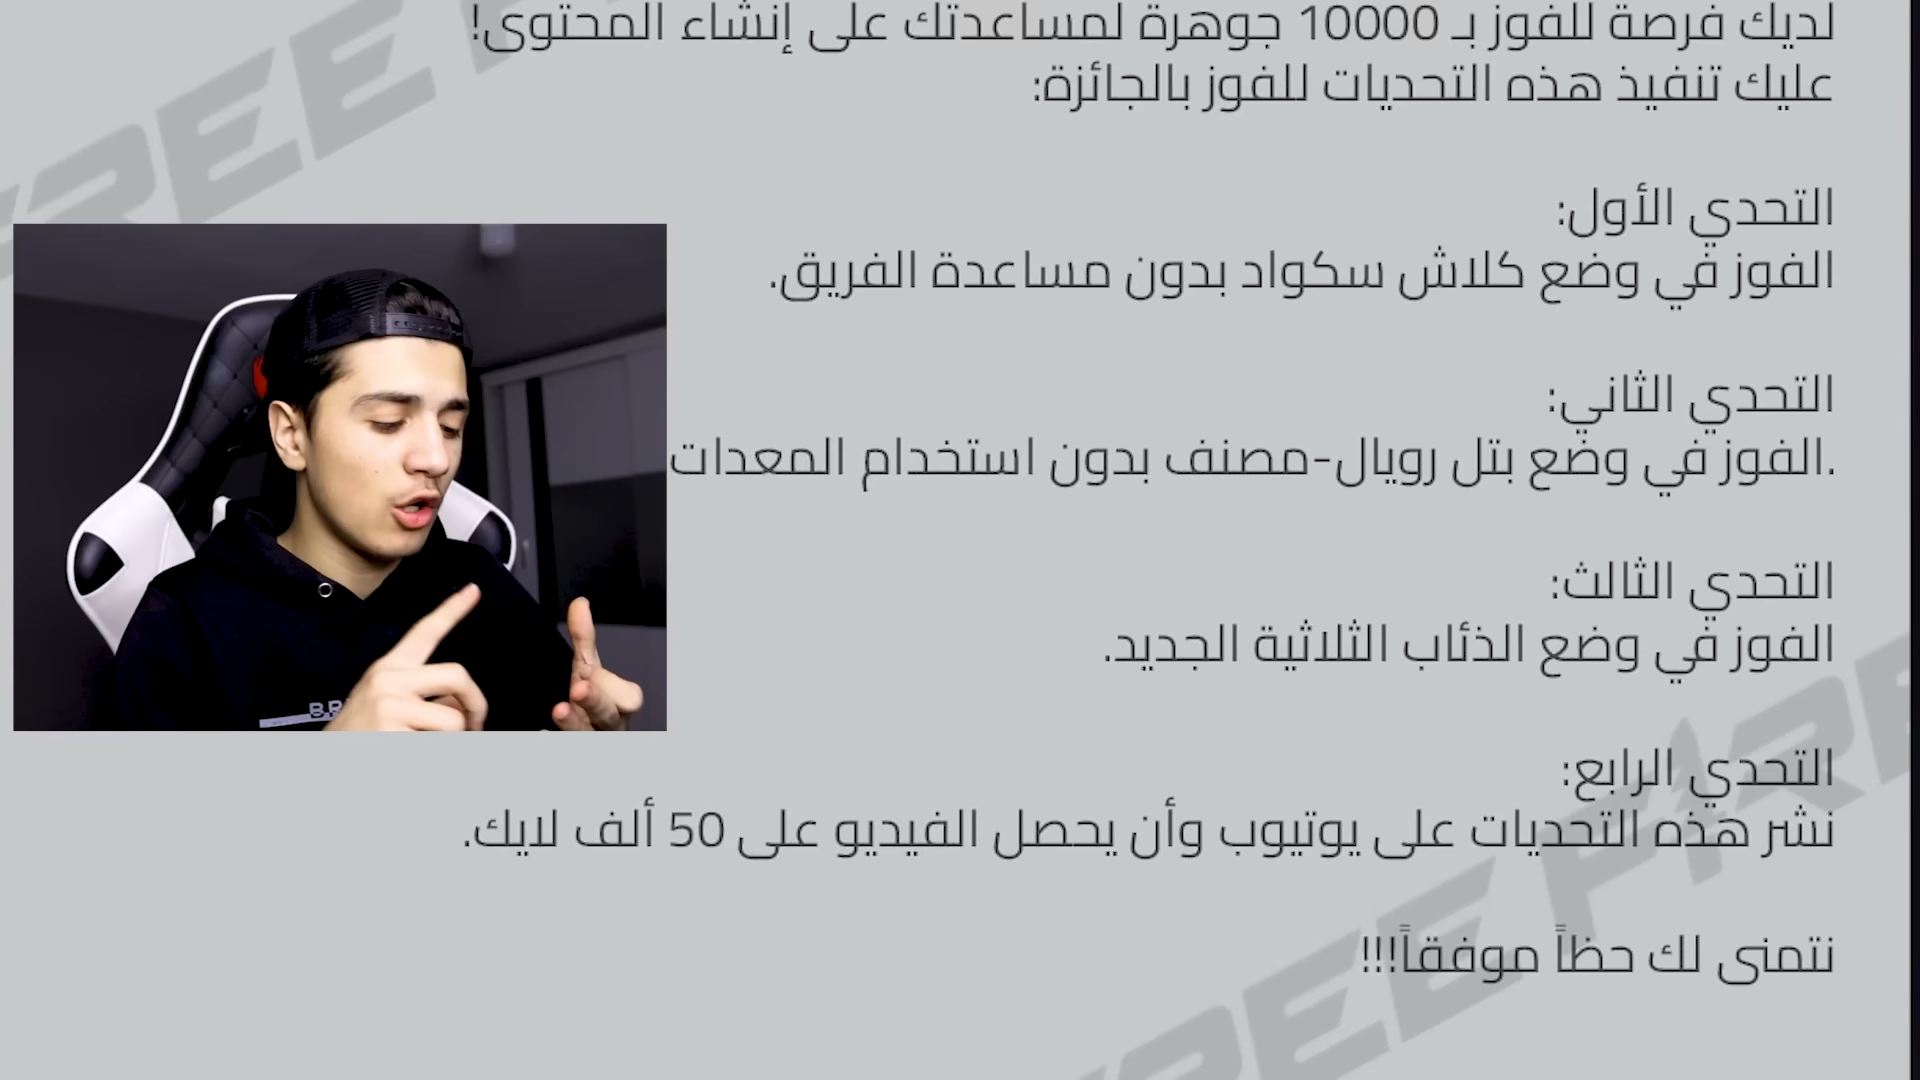 لديك فرصة للفوز بـ 10000 جوهرة لمساعدتك على إنشاء المحتوى!
عليك تنفيذ هذه التحديات للفوز بالجائزة:
التحدي الأول:
الفوز في وضع كلاش سكواد بدون مساعدة الفريق.
التحدي الثاني:
.الفوز في وضع بتل رويال-مصنف بدون استخدام المعدات
التحدي الثالث:
الفوز في وضع الذئاب الثلاثية الجديد.
التحدي الرابع:
نشر هذه التحديات على يوتيوب وأن يحصل الفيديو على 50 ألف لايك.
نتمنى لك حظاً موفقاً!!!
FREE F
FREE FIRE